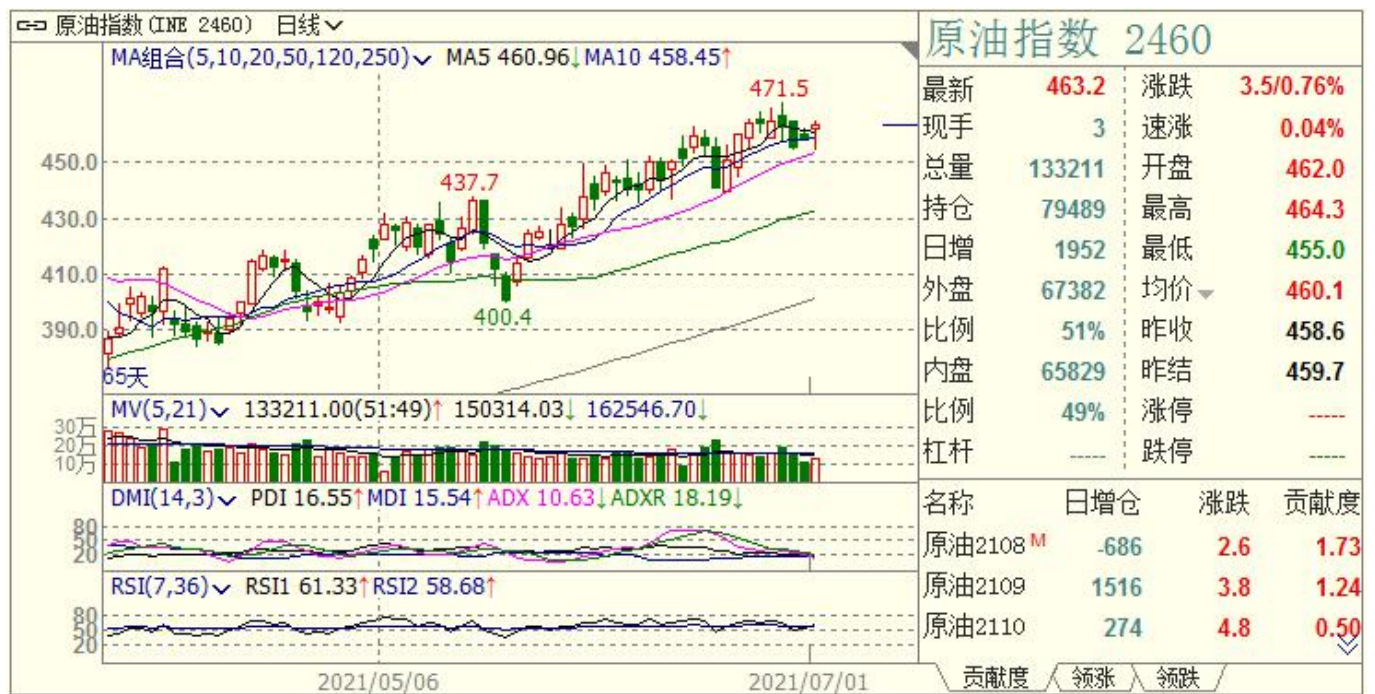 原油指数(INE 2460) 日线
MA组合(5,10,20,50,120,250) MA5 460.96↓ MA10 458.45↑
471.5
450.0
437.7
430.0
410.0
400.4
390.0
65天
MV(5,21) 133211.00(51:49)↑ 150314.03↓ 162546.70↓
30万
20万
10万
DMI(14,3) PDI 16.55↑ MDI 15.54↑ ADX 10.63↓ ADXR 18.19↓
80
50
20
RSI(7,36) RSI1 61.33↑ RSI2 58.68↑
80
50
20
2021/05/06 2021/07/01
原油指数 2460
最新 463.2 涨跌 3.5/0.76%
现手 3 速涨 0.04%
总量 133211 开盘 462.0
持仓 79489 最高 464.3
日增 1952 最低 455.0
外盘 67382 均价 460.1
比例 51% 昨收 458.6
内盘 65829 昨结 459.7
比例 49% 涨停 -----
杠杆 ----- 跌停 -----
名称 日增仓 涨跌 贡献度
原油2108 M -686 2.6 1.73
原油2109 1516 3.8 1.24
原油2110 274 4.8 0.50
贡献度 领涨 领跌